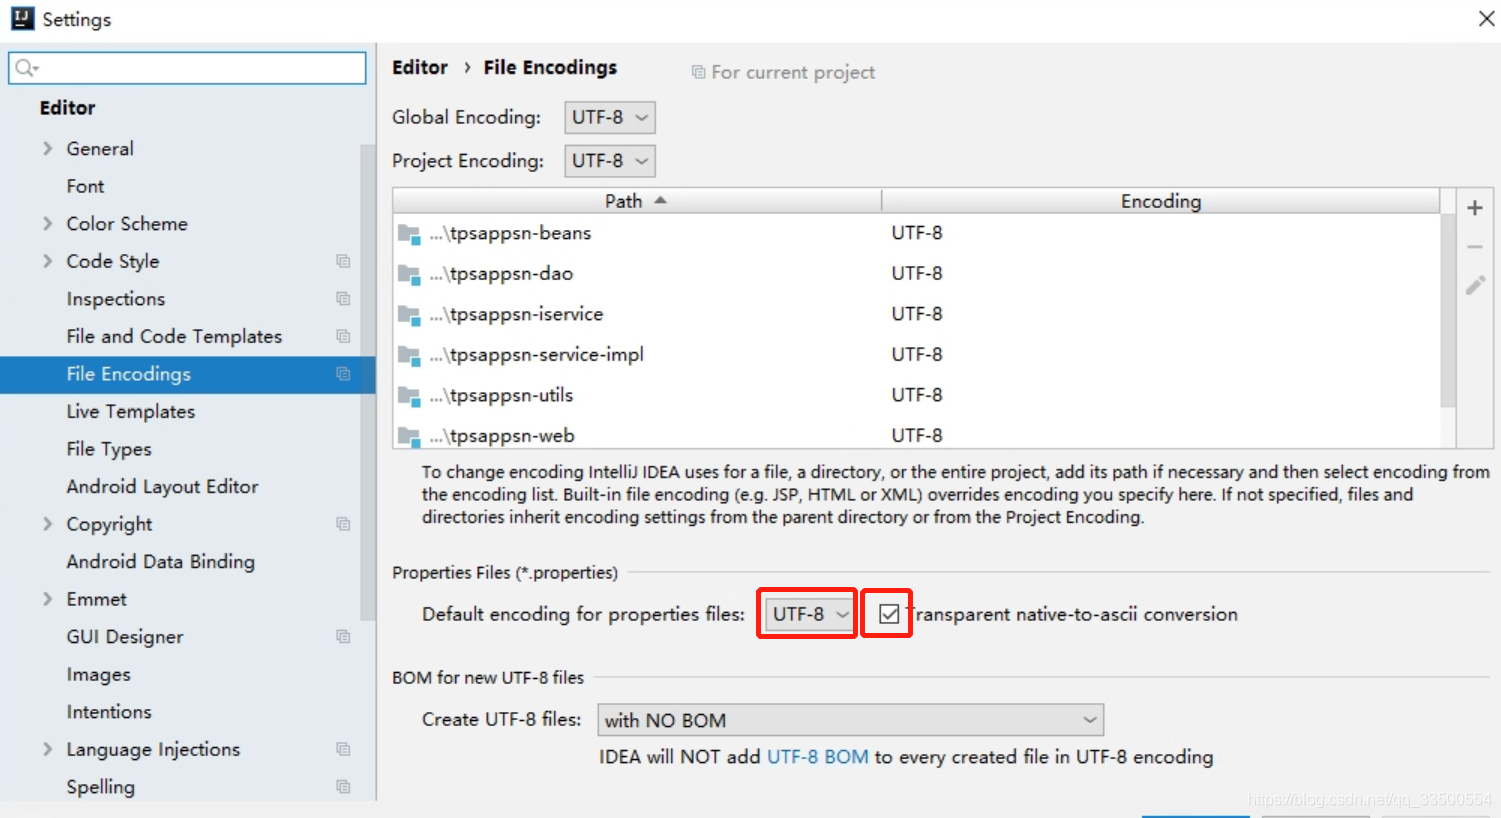 IJ Settings
Editor › File Encodings For current project
Editor
General
Font
Color Scheme
Code Style
Inspections
File and Code Templates
File Encodings
Live Templates
File Types
Android Layout Editor
Copyright
Android Data Binding
Emmet
GUI Designer
Images
Intentions
Language Injections
Spelling
Global Encoding: UTF-8
Project Encoding: UTF-8
Path Encoding
...\tpsappsn-beans UTF-8
...\tpsappsn-dao UTF-8
...\tpsappsn-iservice UTF-8
...\tpsappsn-service-impl UTF-8
...\tpsappsn-utils UTF-8
...\tpsappsn-web UTF-8
To change encoding IntelliJ IDEA uses for a file, a directory, or the entire project, add its path if necessary and then select encoding from
the encoding list. Built-in file encoding (e.g. JSP, HTML or XML) overrides encoding you specify here. If not specified, files and
directories inherit encoding settings from the parent directory or from the Project Encoding.
Properties Files (*.properties)
Default encoding for properties files: UTF-8 Transparent native-to-ascii conversion
BOM for new UTF-8 files
Create UTF-8 files: with NO BOM
IDEA will NOT add UTF-8 BOM to every created file in UTF-8 encoding
https://blog.csdn.net/qq_33500554